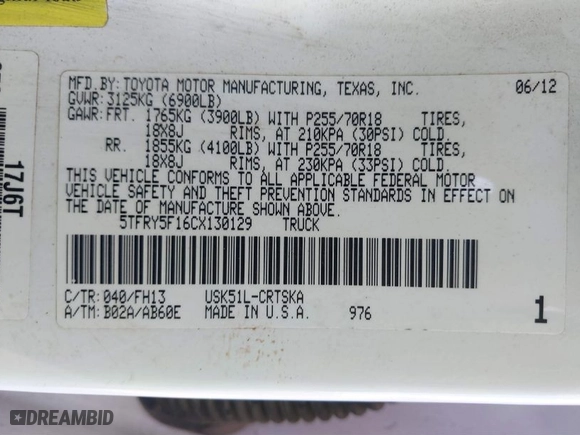 17J6T
MFD.BY:TOYOTA MOTOR MANUFACTURING, TEXAS, INC. 06/12
GVWR:3125KG (6900LB)
GAWR:FRT. 1765KG (3900LB) WITH P255/70R18 TIRES,
18X8J RIMS, AT 210KPA (30PSI) COLD.
RR. 1855KG (4100LB) WITH P255/70R18 TIRES,
18X8J RIMS, AT 230KPA (33PSI) COLD.
THIS VEHICLE CONFORMS TO ALL APPLICABLE FEDERAL MOTOR
VEHICLE SAFETY AND THEFT PREVENTION STANDARDS IN EFFECT ON
THE DATE OF MANUFACTURE SHOWN ABOVE.
5TFRY5F16CX130129 TRUCK
C/TR:040/FH13 USK51L-CRTSKA
A/TM:B02A/AB60E MADE IN U.S.A. 976 1
DREAMBID